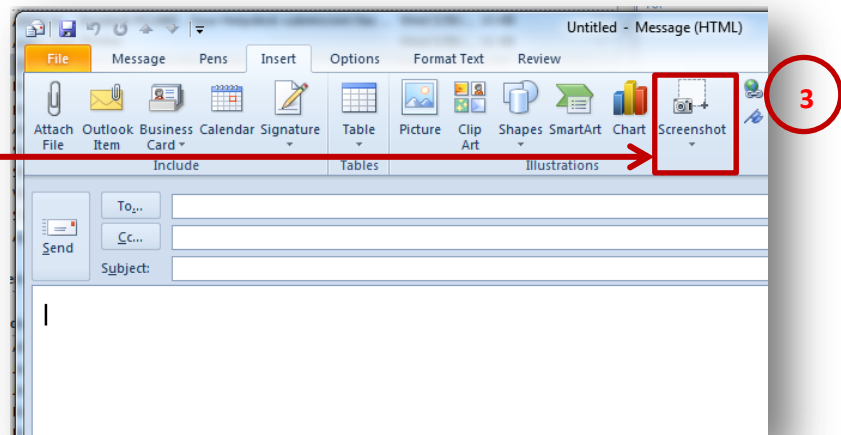 Untitled - Message (HTML)
File Message Pens Insert Options Format Text Review
3
Attach File
Outlook Item
Business Card
Calendar
Signature
Table
Picture
Clip Art
Shapes
SmartArt
Chart
Screenshot
Include Tables Illustrations
To...
Send
Cc...
Subject: